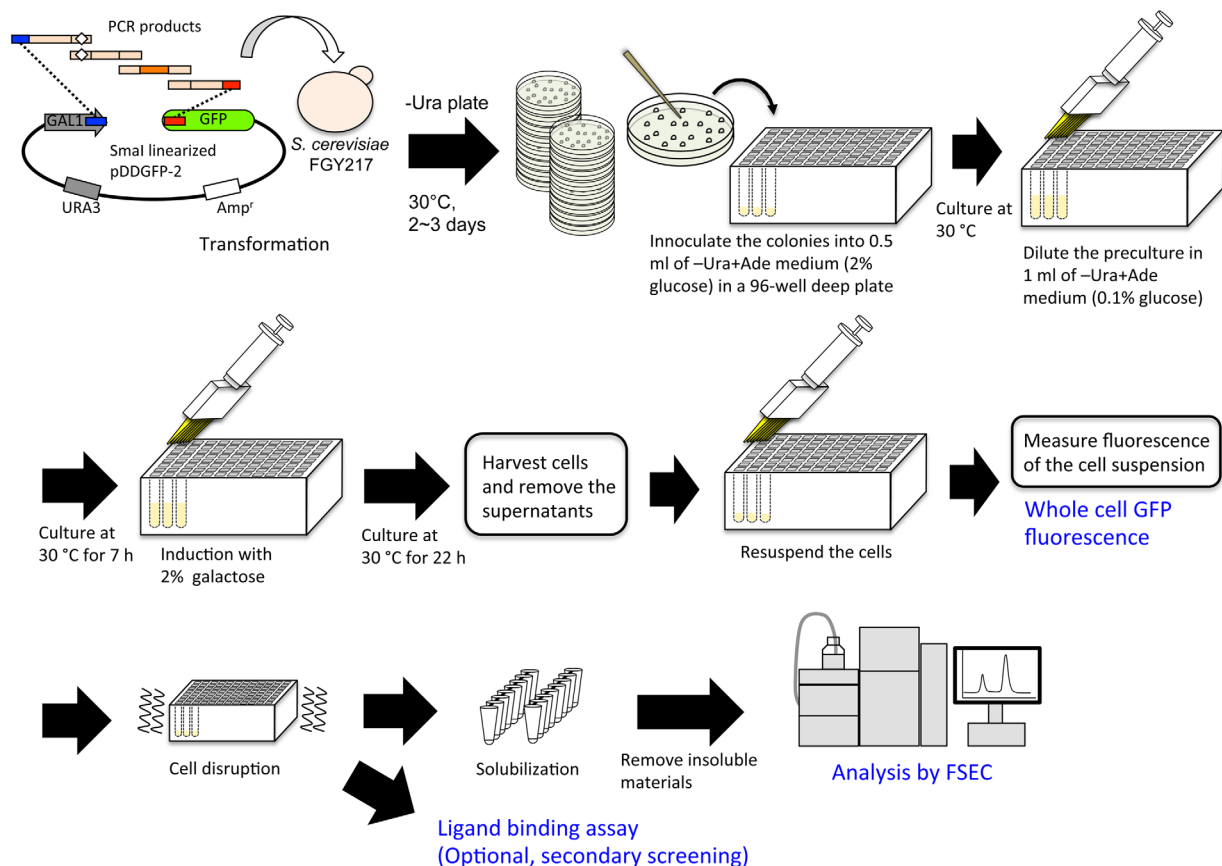 PCR products
GAL1
GFP
SmaI linearized
pDDGFP-2
URA3
Ampʳ
S. cerevisiae
FGY217
Transformation
-Ura plate
30°C,
2~3 days
Innoculate the colonies into 0.5
ml of –Ura+Ade medium (2%
glucose) in a 96-well deep plate
Culture at
30 °C
Dilute the preculture in
1 ml of –Ura+Ade
medium (0.1% glucose)
Culture at
30 °C for 7 h
Induction with
2% galactose
Culture at
30 °C for 22 h
Harvest cells
and remove the
supernatants
Resuspend the cells
Measure fluorescence
of the cell suspension
Whole cell GFP
fluorescence
Cell disruption
Solubilization
Remove insoluble
materials
Analysis by FSEC
Ligand binding assay
(Optional, secondary screening)